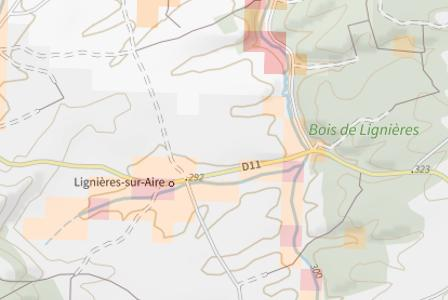 Bois de Lignières
D11
.323
.292
Lignières-sur-Aire
300